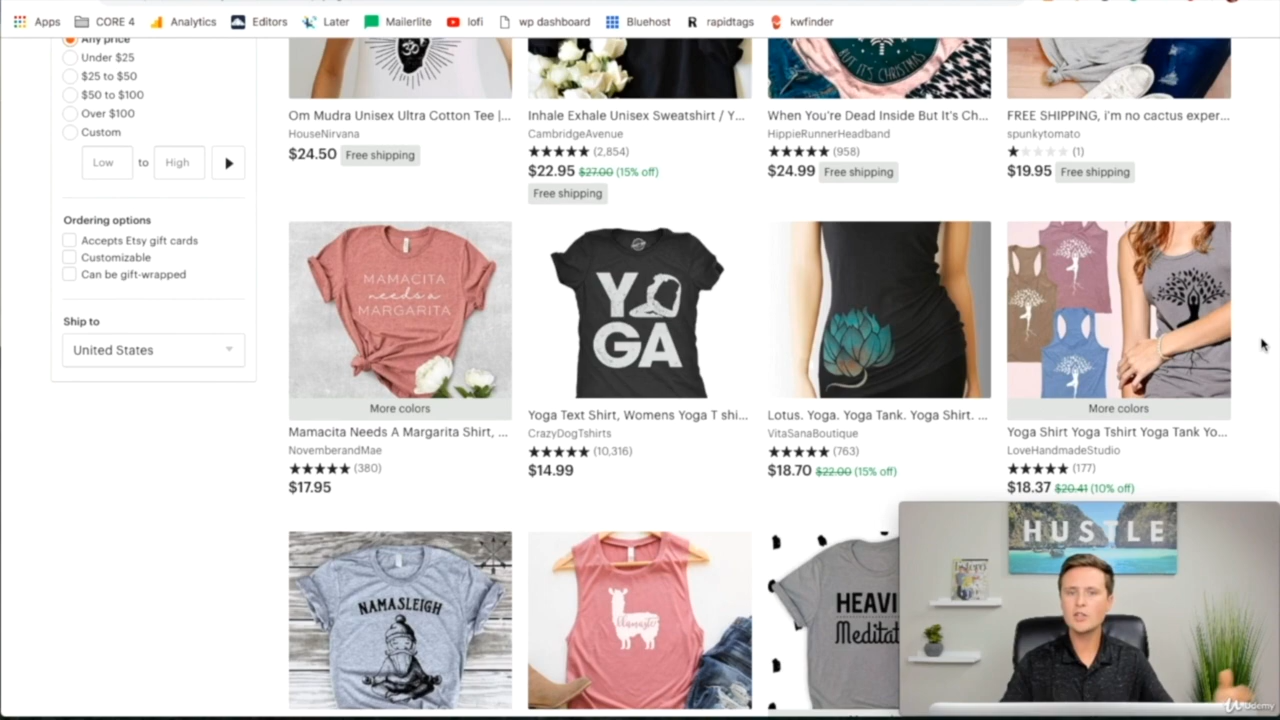 Apps CORE 4 Analytics Editors Later Mailerlite lofi wp dashboard Bluehost rapidtags kwfinder
Any price
Under $25
$25 to $50
$50 to $100
Over $100
Custom
Low to High
Ordering options
Accepts Etsy gift cards
Customizable
Can be gift-wrapped
Ship to
United States
Om Mudra Unisex Ultra Cotton Tee |...
HouseNirvana
$24.50 Free shipping
Inhale Exhale Unisex Sweatshirt / Y...
CambridgeAvenue
★★★★★ (2,854)
$22.95 $27.00 (15% off)
Free shipping
BUT IT'S CHRISTMAS
When You're Dead Inside But It's Ch...
HippieRunnerHeadband
★★★★★ (958)
$24.99 Free shipping
FREE SHIPPING, i'm no cactus exper...
spunkytomato
★★★★★ (1)
$19.95 Free shipping
MAMACITA
needs a
MARGARITA
More colors
Mamacita Needs A Margarita Shirt, ...
NovemberandMae
★★★★★ (380)
$17.95
YO
GA
Yoga Text Shirt, Womens Yoga T shi...
CrazyDogTshirts
★★★★★ (10,316)
$14.99
Lotus. Yoga. Yoga Tank. Yoga Shirt. ...
VitaSanaBoutique
★★★★★ (763)
$18.70 $22.00 (15% off)
More colors
Yoga Shirt Yoga Tshirt Yoga Tank Yo...
LoveHandmadeStudio
★★★★★ (177)
$18.37 $20.41 (10% off)
NAMASLEIGH
llamaste
HEAVI
Meditat
HUSTLE
Udemy